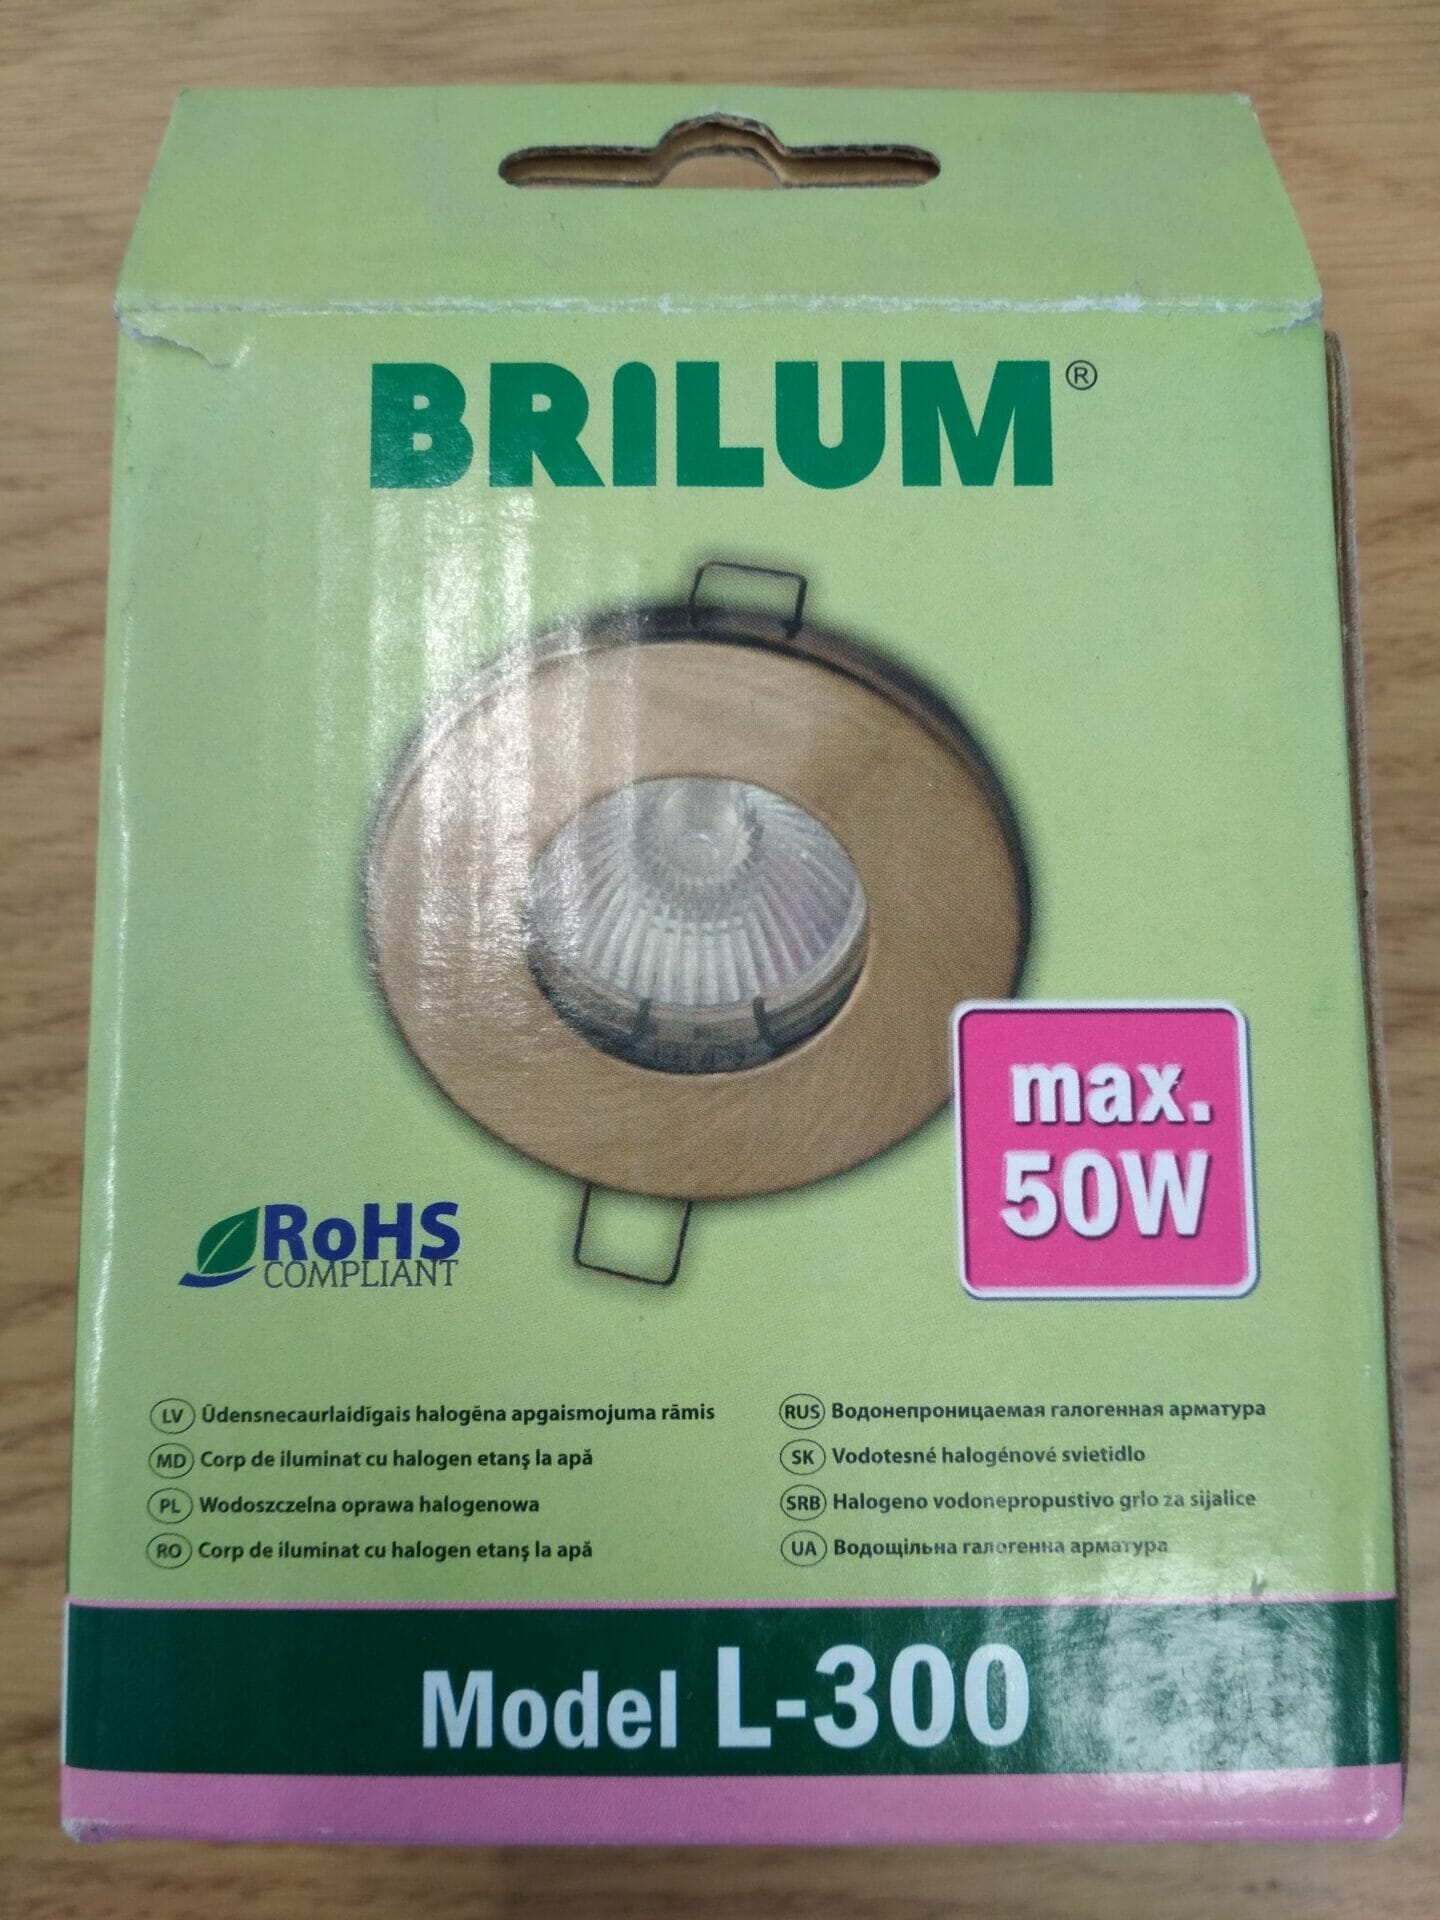 BRILUM®
max.
50W
RoHS
COMPLIANT
LV Ūdensnecaurlaidīgais halogēna apgaismojuma rāmis
MD Corp de iluminat cu halogen etanş la apă
PL Wodoszczelna oprawa halogenowa
RO Corp de iluminat cu halogen etanş la apă
RUS Водонепроницаемая галогенная арматура
SK Vodotesné halogénové svietidlo
SRB Halogeno vodonepropustivo grlo za sijalice
UA Водощільна галогенна арматура
Model L-300